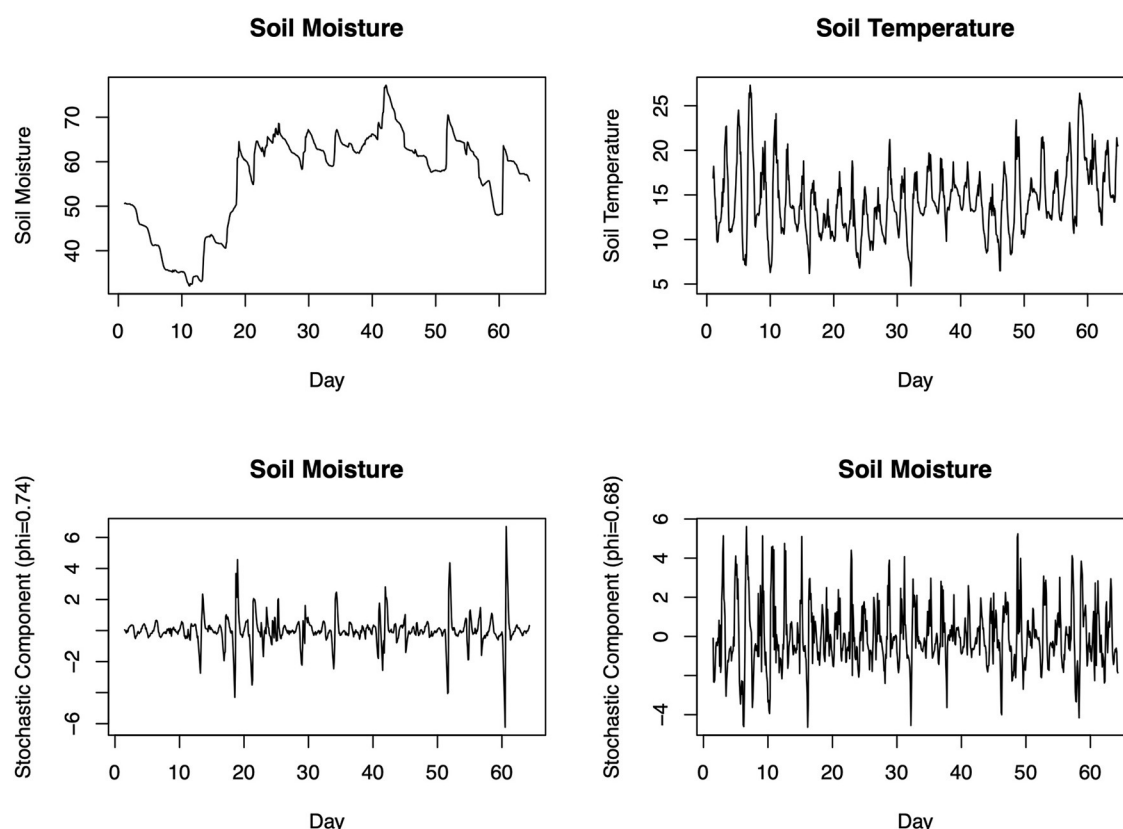 Soil Moisture
Soil Moisture
40 50 60 70
0 10 20 30 40 50 60
Day
Soil Temperature
Soil Temperature
5 10 15 20 25
0 10 20 30 40 50 60
Day
Soil Moisture
Stochastic Component (phi=0.74)
-6 -2 2 6
0 10 20 30 40 50 60
Day
Soil Moisture
Stochastic Component (phi=0.68)
-4 0 2 4 6
0 10 20 30 40 50 60
Day